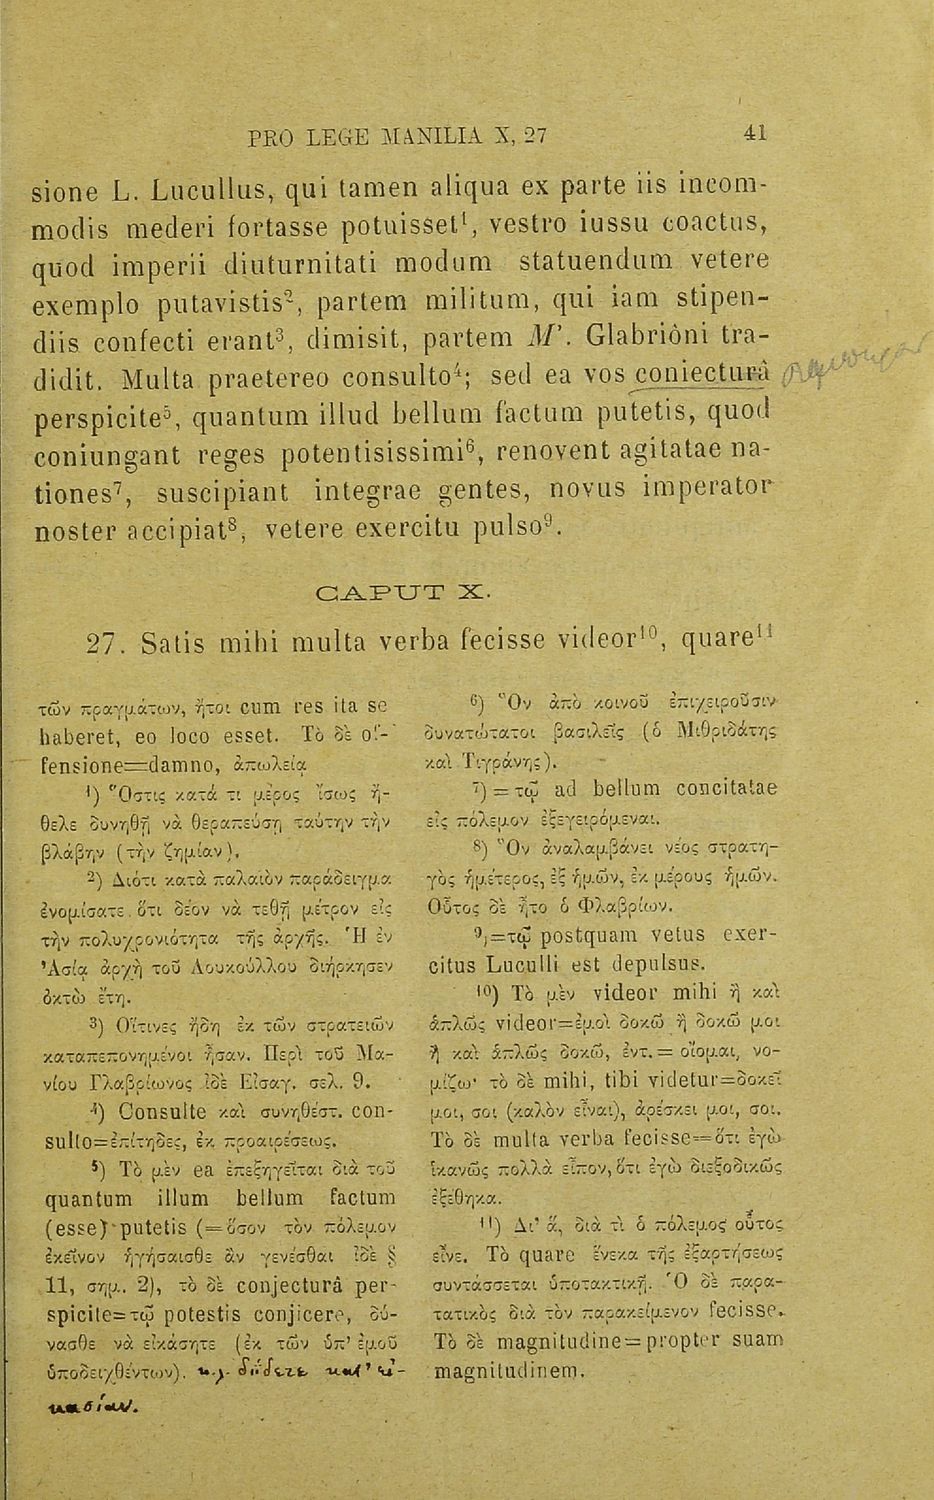 PRO LEGE MANILIA X, 27 41
sione L. Lucullus, qui tamen aliqua ex parte iis incom-
modis mederi fortasse potuisset¹, vestro iussu coactus,
quod imperii diuturnitati modum statuendum vetere
exemplo putavistis², partem militum, qui iam stipen-
diis confecti erant³, dimisit, partem M’. Glabriòni tra-
didit. Multa praetereo consulto⁴; sed ea vos coniecturâ
perspicite⁵, quantum illud bellum factum putetis, quod
coniungant reges potentisissimi⁶, renovent agitatae na-
tiones⁷, suscipiant integrae gentes, novus imperator
noster accipiat⁸, vetere exercitu pulso⁹.
CAPUT X.
27. Satis mihi multa verba fecisse videor¹⁰, quare¹¹
τῶν πραγμάτων, ἤτοι cum res ita se
haberet, eo loco esset. Τὸ δὲ of-
fensione=damno, ἀπωλείᾳ
¹) Ὅστις κατά τι μέρος ἴσως ἤ-
θελε δυνηθῆ νὰ θεραπεύσῃ ταύτην τὴν
βλάβην (τὴν ζημίαν).
²) Διότι κατὰ παλαιὸν παράδειγμα
ἐνομίσατε ὅτι δέον νὰ τεθῇ μέτρον εἰς
τὴν πολυχρονιότητα τῆς ἀρχῆς. Ἡ ἐν
Ἀσίᾳ ἀρχὴ τοῦ Λουκούλλου διήρκησεν
ὀκτὼ ἔτη.
³) Οἵτινες ἤδη ἐκ τῶν στρατειῶν
καταπεπονημένοι ἦσαν. Περὶ τοῦ Μα-
νίου Γλαβρίωνος ἰδὲ Εἰσαγ. σελ. 9.
⁴) Consulte καὶ συνηθέστ. con-
sulto=ἐπίτηδες, ἐκ προαιρέσεως.
⁵) Τὸ μὲν ea ἐπεξηγεῖται διὰ τοῦ
quantum illum bellum factum
(esse) putetis (=ὅσον τὸν πόλεμον
ἐκεῖνον ἡγήσαισθε ἂν γενέσθαι ἰδὲ §
11, σημ. 2), τὸ δὲ conjecturâ per-
spicite=τῷ potestis conjicere, δύ-
νασθε νὰ εἰκάσητε (ἐκ τῶν ὑπ’ ἐμοῦ
ὑποδειχθέντων).
⁶) Ὃν ἀπὸ κοινοῦ ἐπιχειροῦσιν
δυνατώτατοι βασιλεῖς (ὁ Μιθριδάτης
καὶ Τιγράνης).
⁷) = τῷ ad bellum concitatae
εἰς πόλεμον ἐξεγειρόμεναι.
⁸) Ὃν ἀναλαμβάνει νέος στρατη-
γὸς ἡμέτερος, ἐξ ἡμῶν, ἐκ μέρους ἡμῶν.
Οὗτος δὲ ἦτο ὁ Φλαβρίων.
⁹)=τῷ postquam vetus exer-
citus Luculli est depulsus.
¹⁰) Τὸ μὲν videor mihi ἢ καὶ
ἁπλῶς videor=ἐμοὶ δοκῶ ἢ δοκῶ μοι
ἢ καὶ ἁπλῶς δοκῶ, ἐντ.= οἴομαι, νο-
μίζω· τὸ δὲ mihi, tibi videtur=δοκεῖ
μοι, σοι (καλὸν εἶναι), ἀρέσκει μοι, σοι.
Τὸ δὲ multa verba fecisse=ὅτι ἐγὼ
ἱκανῶς πολλὰ εἶπον, ὅτι ἐγὼ διεξοδικῶς
ἐξέθηκα.
¹¹) Δι’ ἅ, διὰ τὶ ὁ πόλεμος οὗτος
εἶνε. Τὸ quare ἕνεκα τῆς ἐξαρτήσεως
συντάσσεται ὑποτακτικῇ. Ὁ δὲ παρα-
τατικὸς διὰ τὸν παρακείμενον fecisse.
Τὸ δὲ magnitudine=propter suam
magnitudinem.